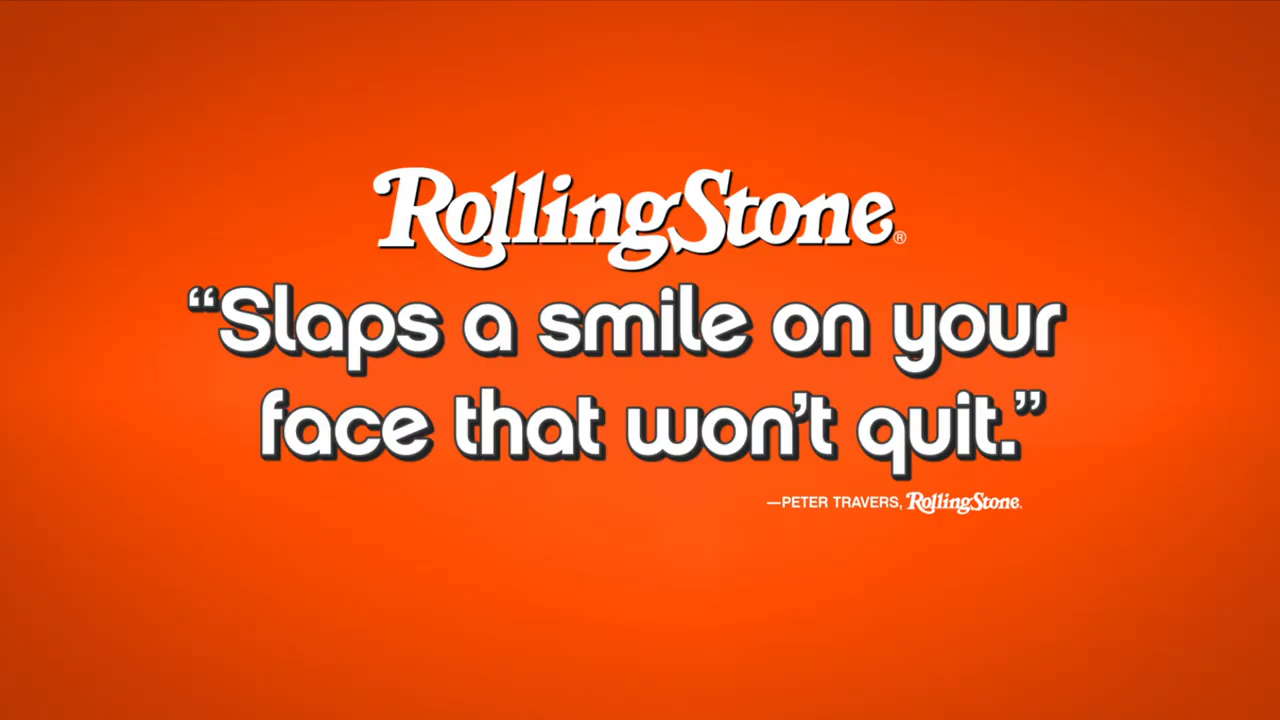 RollingStone®
“Slaps a smile on your
face that won’t quit.”
—PETER TRAVERS, RollingStone.